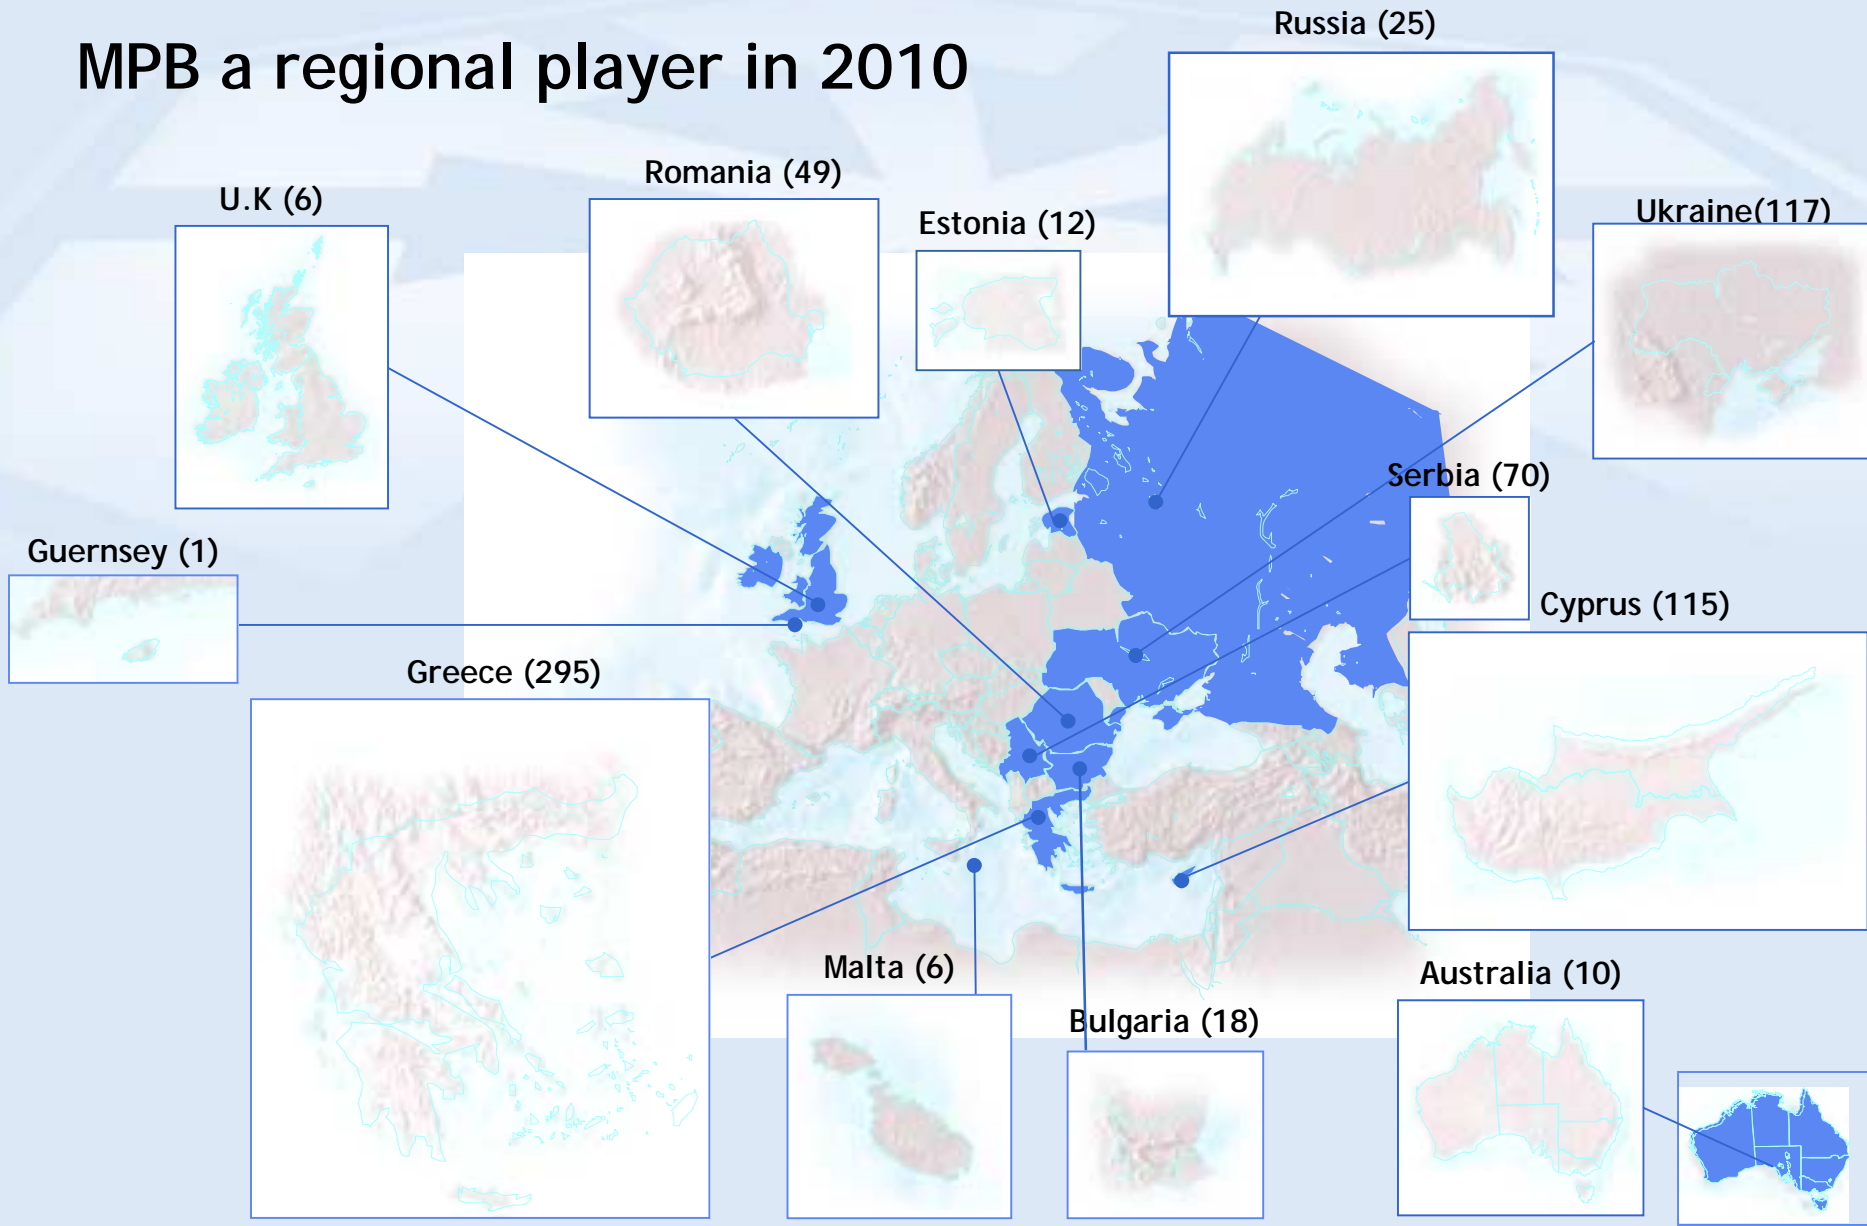 MPB a regional player in 2010
Russia (25)
Romania (49)
U.K (6)
Estonia (12)
Ukraine(117)
Serbia (70)
Guernsey (1)
Cyprus (115)
Greece (295)
Malta (6)
Australia (10)
Bulgaria (18)